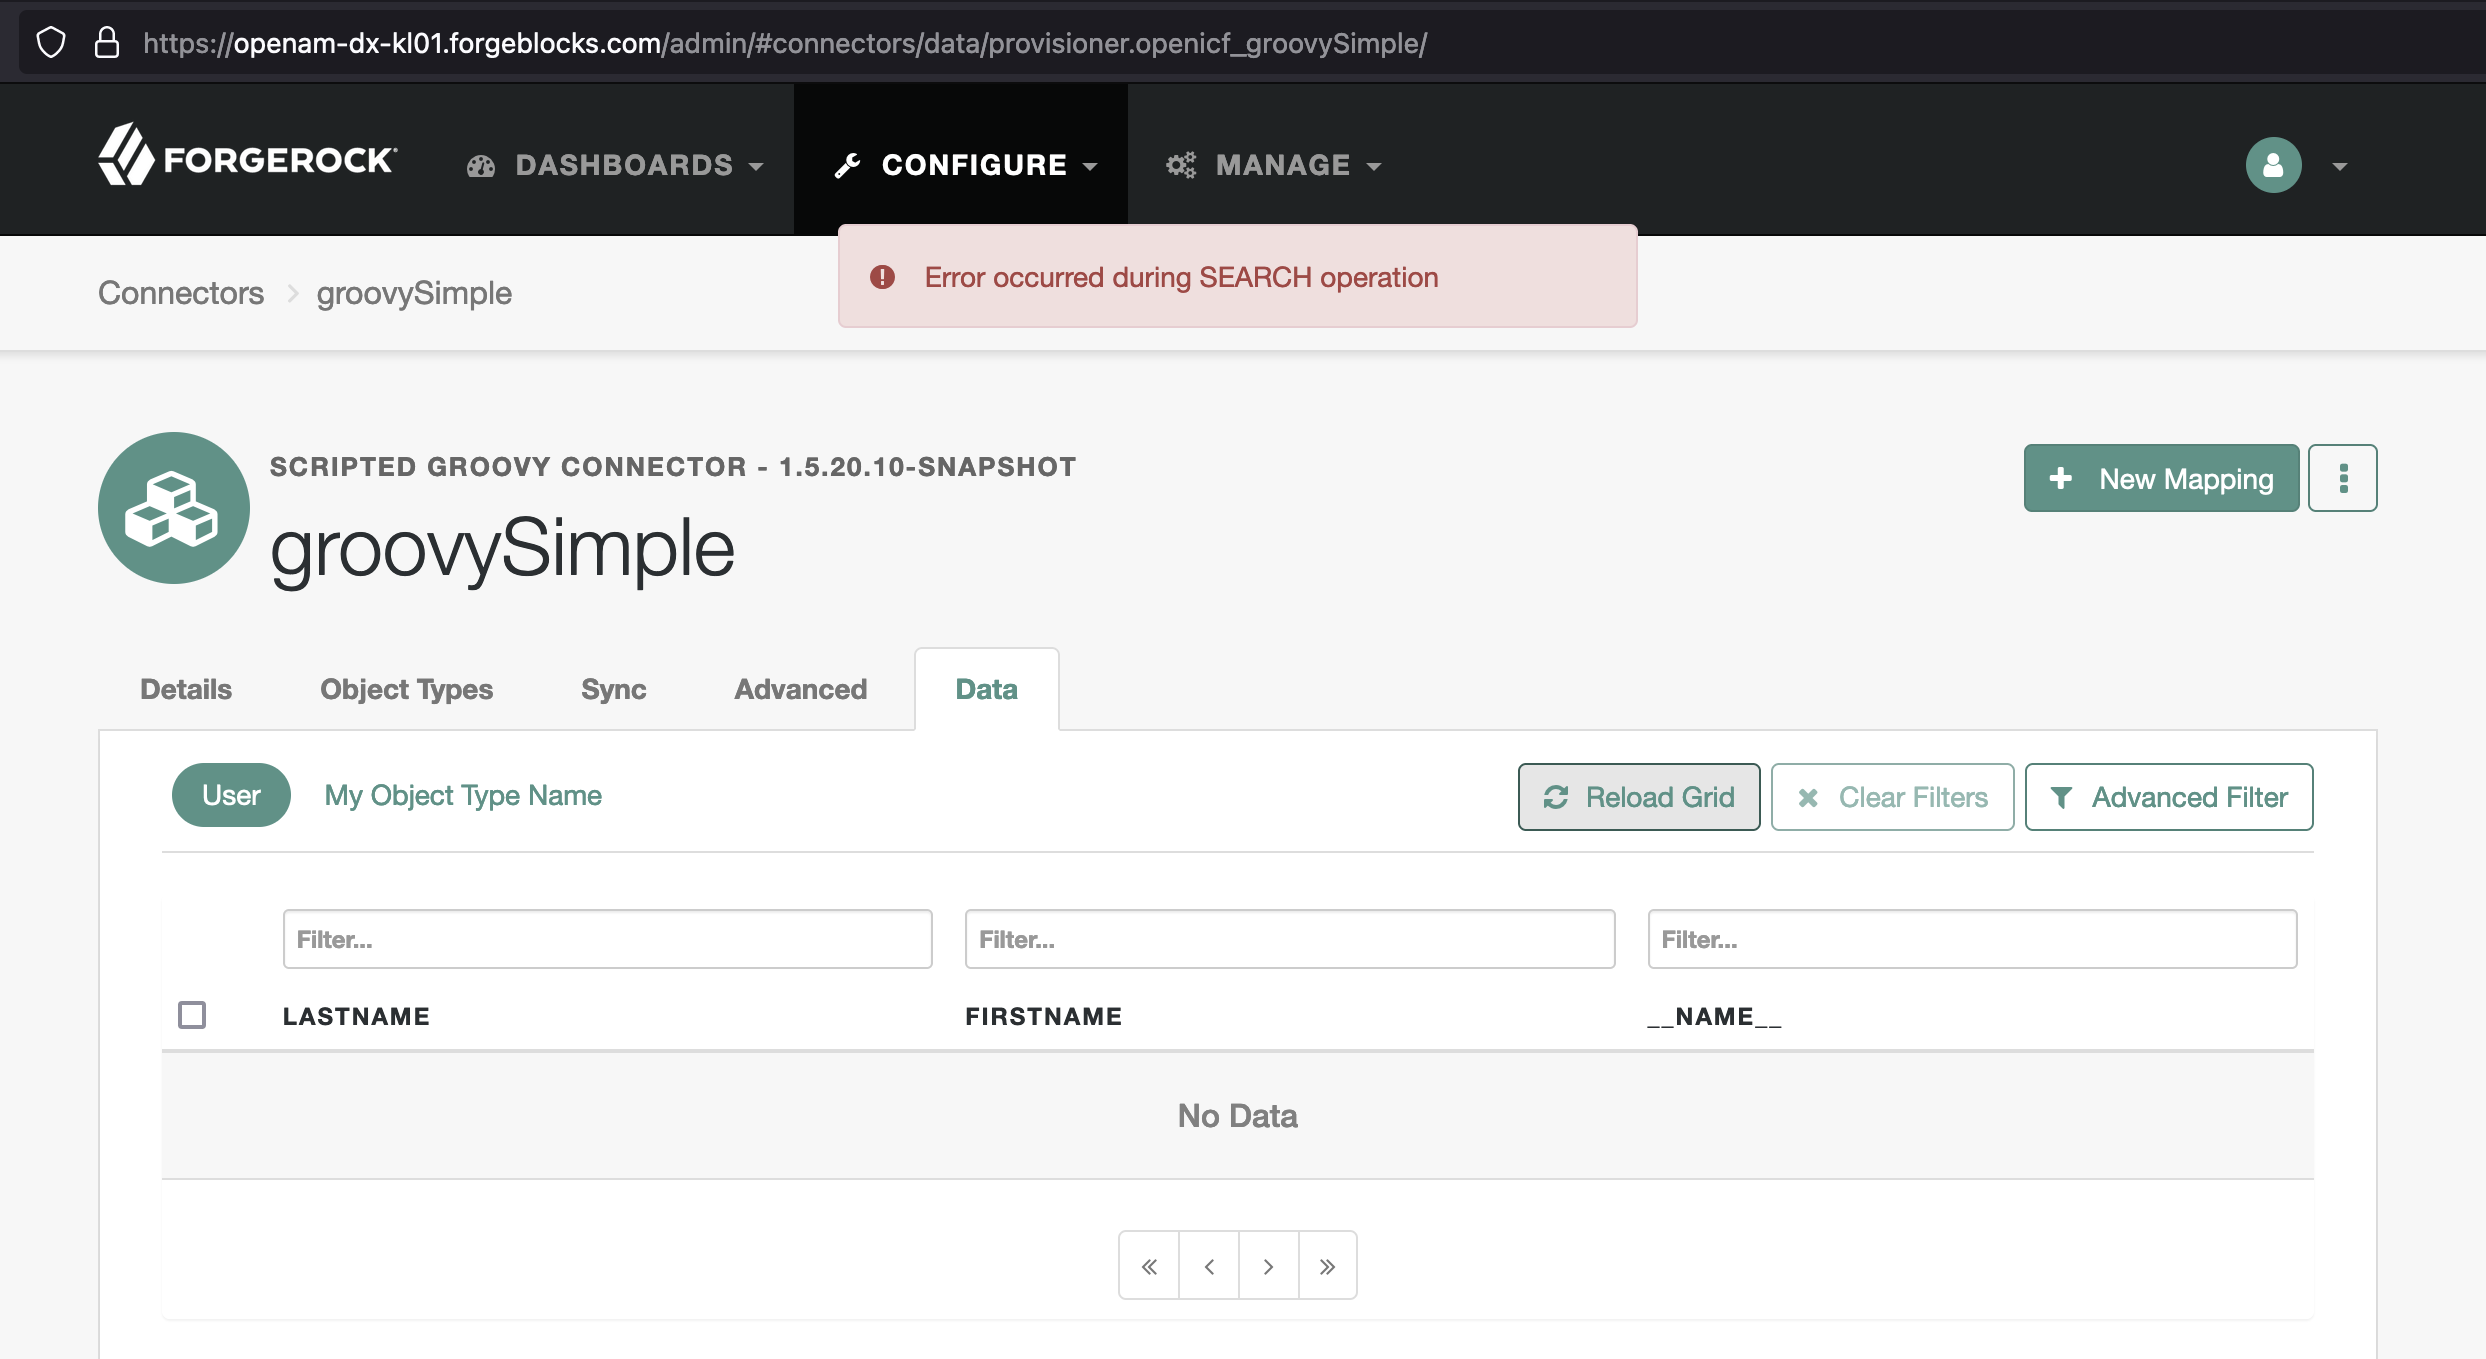 https://openam-dx-kl01.forgeblocks.com/admin/#connectors/data/provisioner.openicf_groovySimple/
FORGEROCK DASHBOARDS CONFIGURE MANAGE
Error occurred during SEARCH operation
Connectors groovySimple
SCRIPTED GROOVY CONNECTOR - 1.5.20.10-SNAPSHOT
groovySimple
+ New Mapping
Details Object Types Sync Advanced Data
User My Object Type Name Reload Grid Clear Filters Advanced Filter
Filter... Filter... Filter...
LASTNAME FIRSTNAME __NAME__
No Data
« ‹ › »